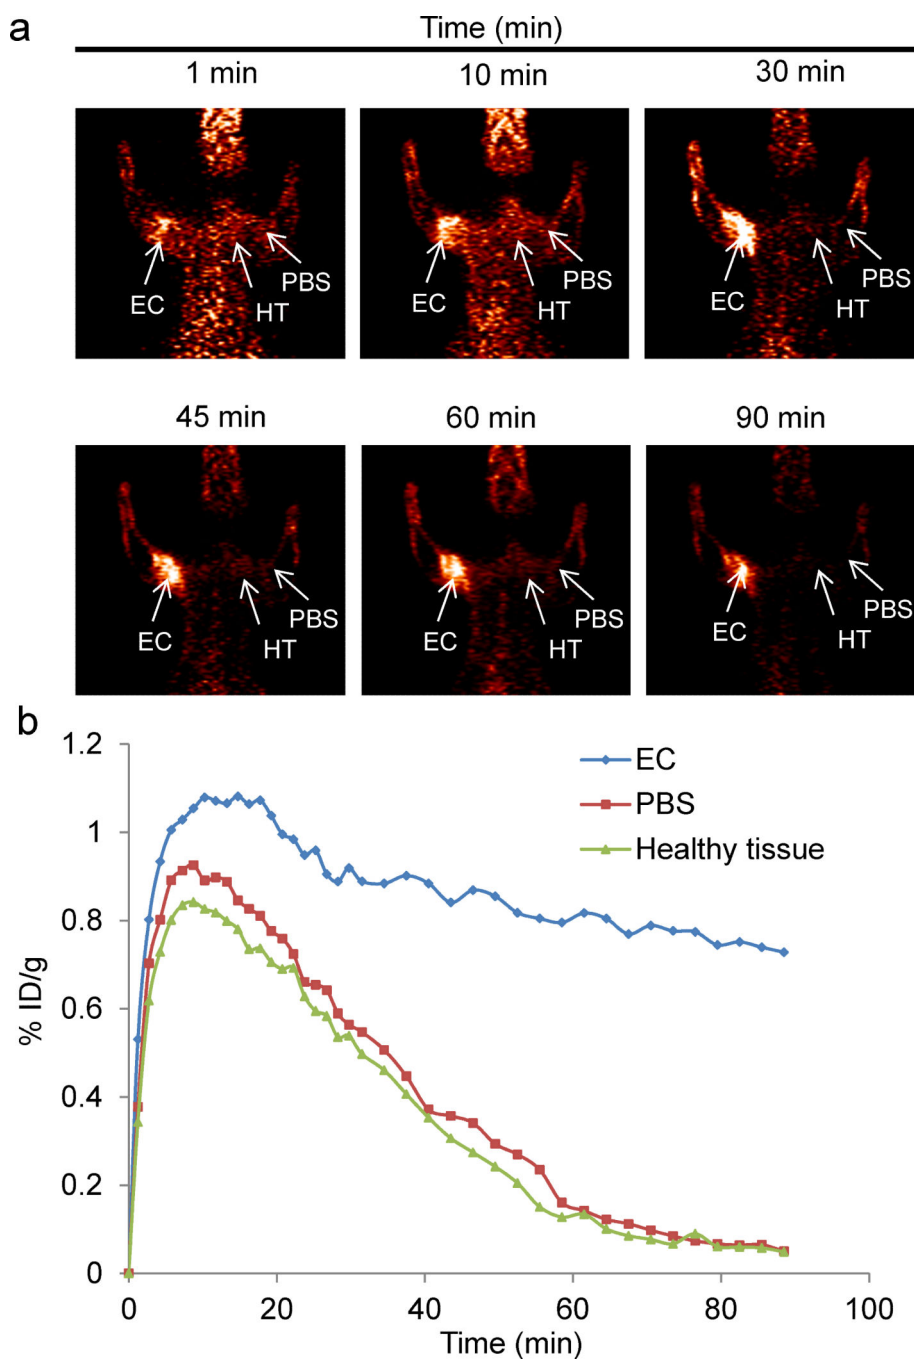 a
Time (min)
1 min 10 min 30 min
EC HT PBS EC HT PBS EC HT PBS
45 min 60 min 90 min
EC HT PBS EC HT PBS EC HT PBS
b
% ID/g
1.2
1
0.8
0.6
0.4
0.2
0
EC
PBS
Healthy tissue
0 20 40 60 80 100
Time (min)